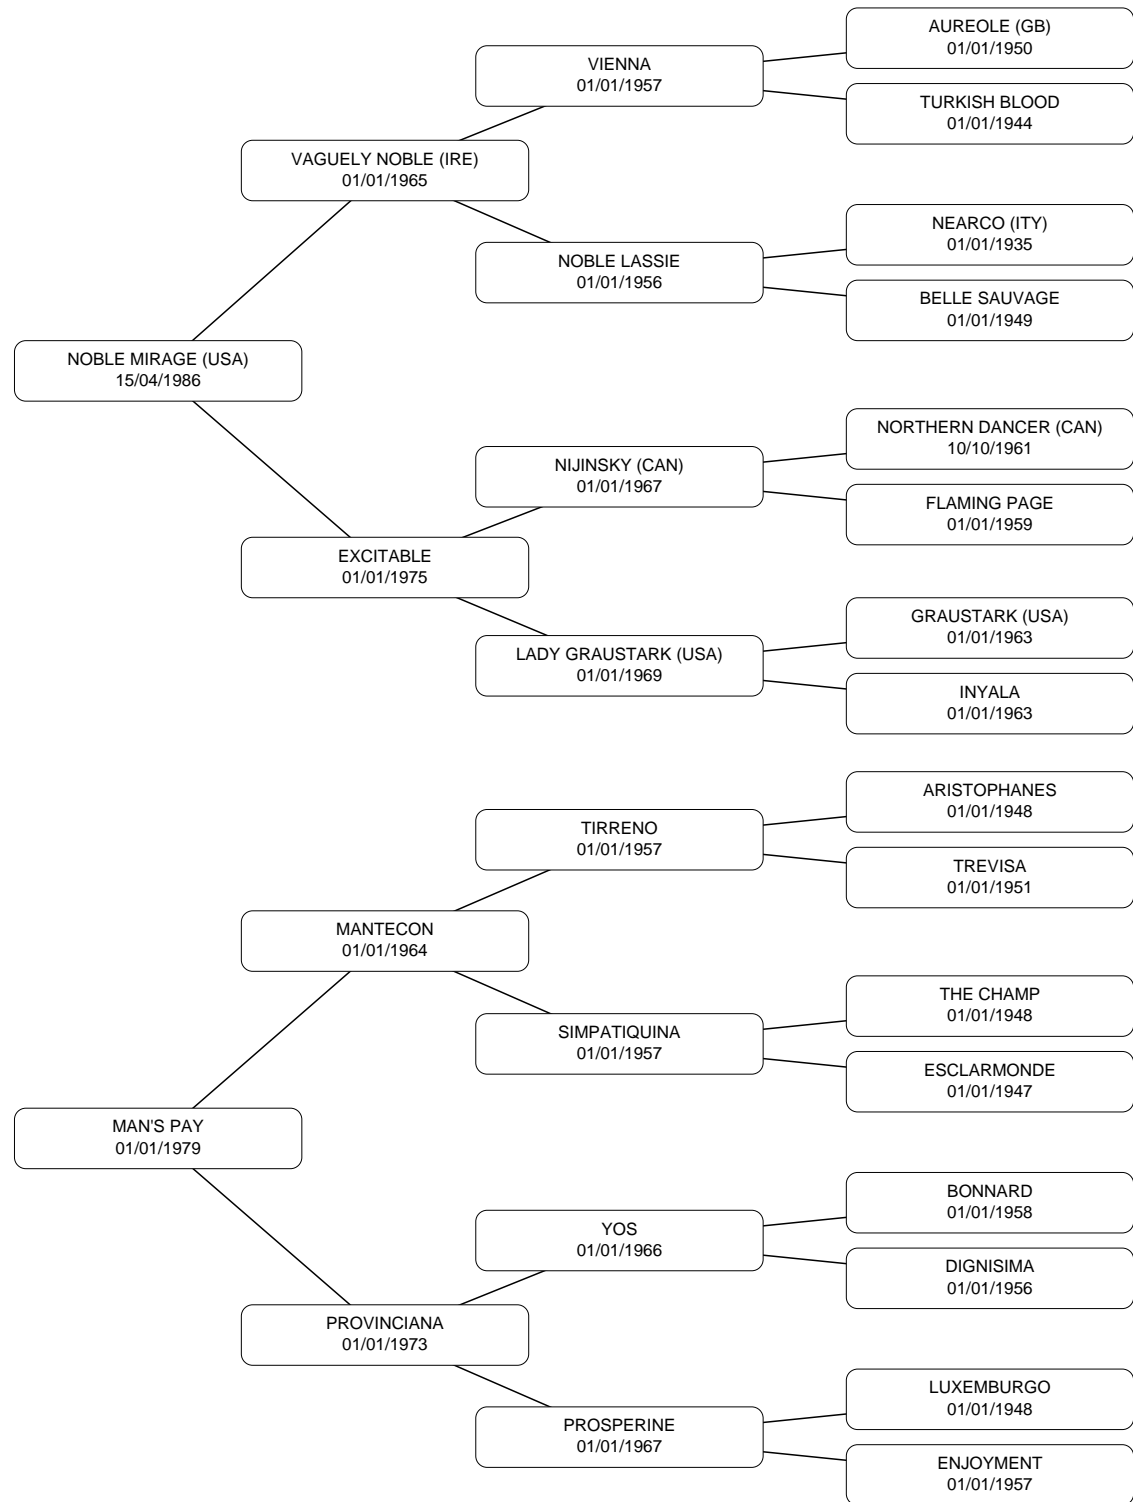 AUREOLE (GB)
01/01/1950
VIENNA
01/01/1957
TURKISH BLOOD
01/01/1944
VAGUELY NOBLE (IRE)
01/01/1965
NEARCO (ITY)
01/01/1935
NOBLE LASSIE
01/01/1956
BELLE SAUVAGE
01/01/1949
NOBLE MIRAGE (USA)
15/04/1986
NORTHERN DANCER (CAN)
10/10/1961
NIJINSKY (CAN)
01/01/1967
FLAMING PAGE
01/01/1959
EXCITABLE
01/01/1975
GRAUSTARK (USA)
01/01/1963
LADY GRAUSTARK (USA)
01/01/1969
INYALA
01/01/1963
ARISTOPHANES
01/01/1948
TIRRENO
01/01/1957
TREVISA
01/01/1951
MANTECON
01/01/1964
THE CHAMP
01/01/1948
SIMPATIQUINA
01/01/1957
ESCLARMONDE
01/01/1947
MAN'S PAY
01/01/1979
BONNARD
01/01/1958
YOS
01/01/1966
DIGNISIMA
01/01/1956
PROVINCIANA
01/01/1973
LUXEMBURGO
01/01/1948
PROSPERINE
01/01/1967
ENJOYMENT
01/01/1957